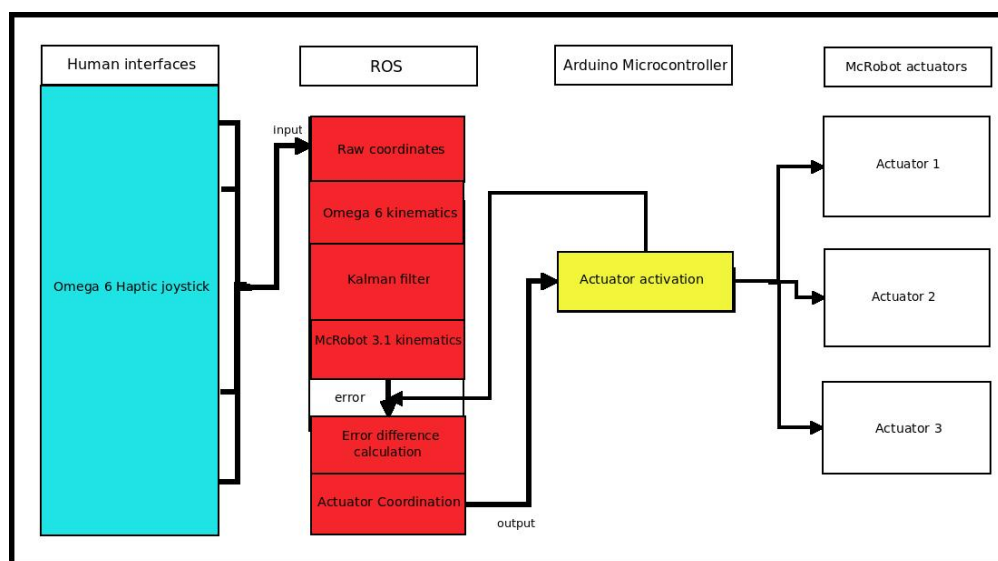 Human interfaces
ROS
Arduino Microcontroller
McRobot actuators
Omega 6 Haptic joystick
input
Raw coordinates
Omega 6 kinematics
Kalman filter
McRobot 3.1 kinematics
error
Error difference
calculation
Actuator Coordination
output
Actuator activation
Actuator 1
Actuator 2
Actuator 3